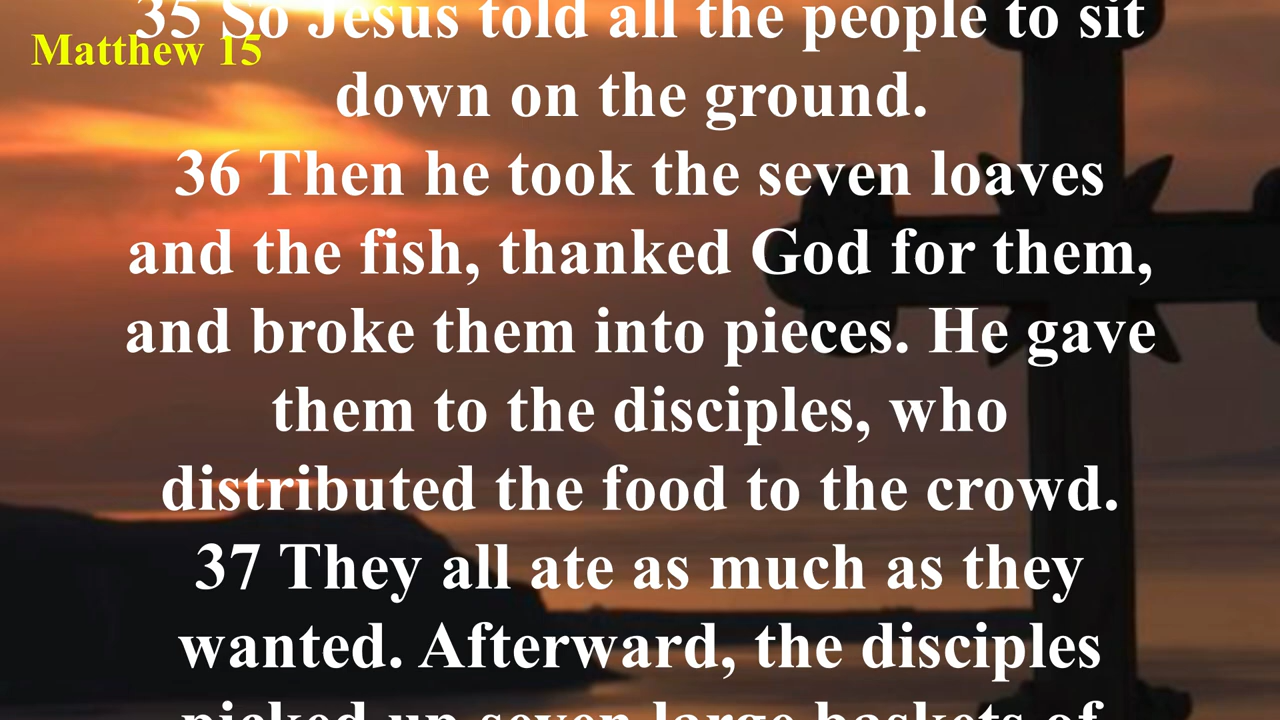 Matthew 15
35 So Jesus told all the people to sit
down on the ground.
36 Then he took the seven loaves
and the fish, thanked God for them,
and broke them into pieces. He gave
them to the disciples, who
distributed the food to the crowd.
37 They all ate as much as they
wanted. Afterward, the disciples
picked up seven large baskets of